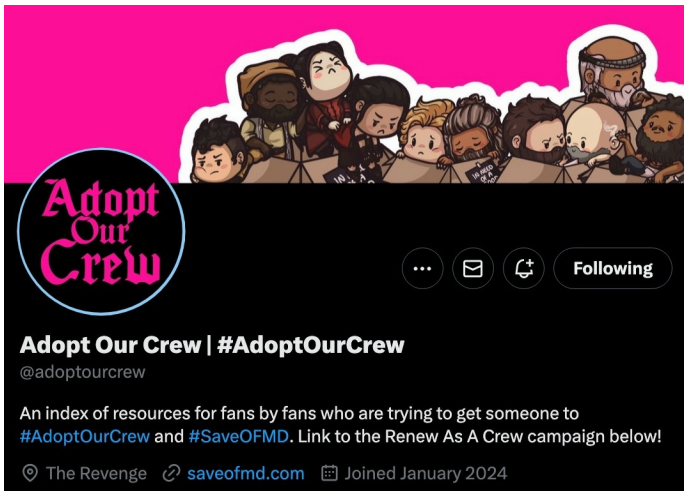 Adopt
Our
Crew
Following
Adopt Our Crew | #AdoptOurCrew
@adoptourcrew
An index of resources for fans by fans who are trying to get someone to
#AdoptOurCrew and #SaveOFMD. Link to the Renew As A Crew campaign below!
The Revenge saveofmd.com Joined January 2024